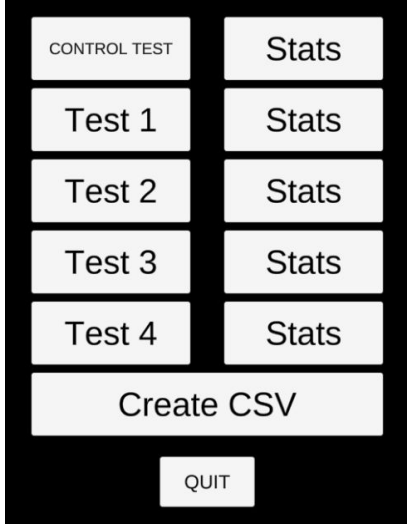 CONTROL TEST Stats
Test 1 Stats
Test 2 Stats
Test 3 Stats
Test 4 Stats
Create CSV
QUIT